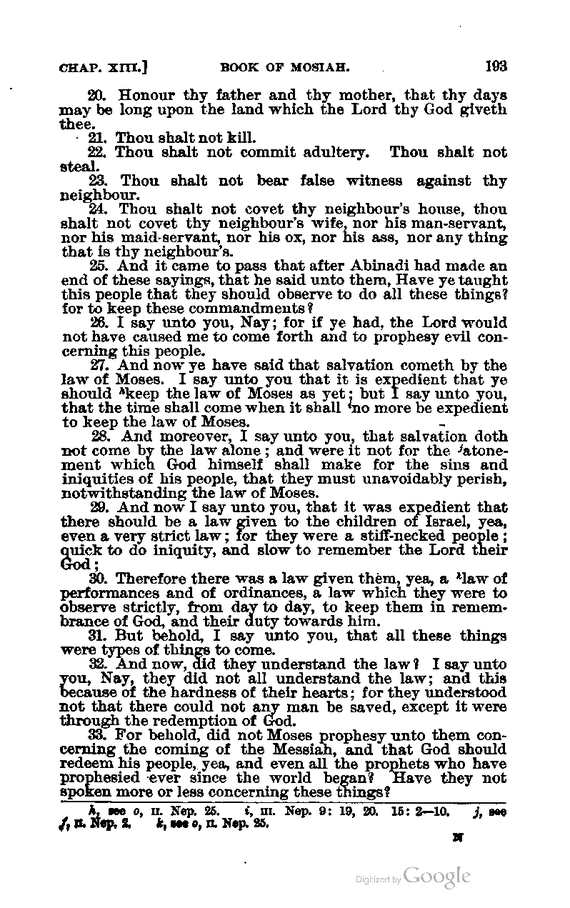 CHAP. XIII.] BOOK OF MOSIAH. 193
20. Honour thy father and thy mother, that thy days
may be long upon the land which the Lord thy God giveth
thee.
21. Thou shalt not kill.
22. Thou shalt not commit adultery. Thou shalt not
steal.
23. Thou shalt not bear false witness against thy
neighbour.
24. Thou shalt not covet thy neighbour's house, thou
shalt not covet thy neighbour's wife, nor his man-servant,
nor his maid-servant, nor his ox, nor his ass, nor any thing
that is thy neighbour's.
25. And it came to pass that after Abinadi had made an
end of these sayings, that he said unto them, Have ye taught
this people that they should observe to do all these things?
for to keep these commandments?
26. I say unto you, Nay; for if ye had, the Lord would
not have caused me to come forth and to prophesy evil con-
cerning this people.
27. And now ye have said that salvation cometh by the
law of Moses. I say unto you that it is expedient that ye
should ʰkeep the law of Moses as yet; but I say unto you,
that the time shall come when it shall ⁱno more be expedient
to keep the law of Moses.
28. And moreover, I say unto you, that salvation doth
not come by the law alone; and were it not for the ʲatone-
ment which God himself shall make for the sins and
iniquities of his people, that they must unavoidably perish,
notwithstanding the law of Moses.
29. And now I say unto you, that it was expedient that
there should be a law given to the children of Israel, yea,
even a very strict law; for they were a stiff-necked people;
quick to do iniquity, and slow to remember the Lord their
God;
30. Therefore there was a law given them, yea, a ᵏlaw of
performances and of ordinances, a law which they were to
observe strictly, from day to day, to keep them in remem-
brance of God, and their duty towards him.
31. But behold, I say unto you, that all these things
were types of things to come.
32. And now, did they understand the law? I say unto
you, Nay, they did not all understand the law; and this
because of the hardness of their hearts; for they understood
not that there could not any man be saved, except it were
through the redemption of God.
33. For behold, did not Moses prophesy unto them con-
cerning the coming of the Messiah, and that God should
redeem his people, yea, and even all the prophets who have
prophesied ever since the world began? Have they not
spoken more or less concerning these things?
h, see o, II. Nep. 25. i, III. Nep. 9: 19, 20. 15: 2—10. j, see
f, II. Nep. 2. k, see o, II. Nep. 25.
N
Digitized by Google